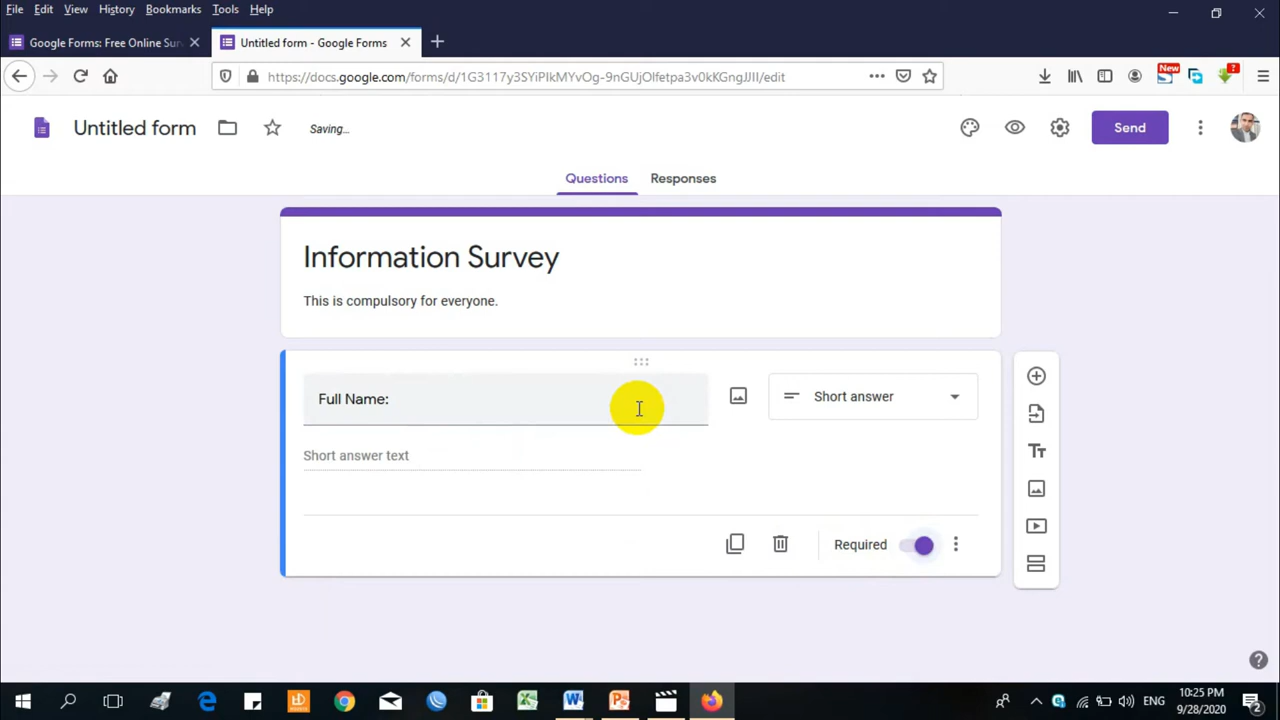 File Edit View History Bookmarks Tools Help
Google Forms: Free Online Sur
Untitled form - Google Forms
https://docs.google.com/forms/d/1G3117y3SYiPIkMYvOg-9nGUjOlfetpa3v0kKGngJJII/edit
New
?
Untitled form
Saving...
Send
Questions Responses
Information Survey
This is compulsory for everyone.
Full Name:
Short answer
Short answer text
Required
ENG
10:25 PM
9/28/2020
2